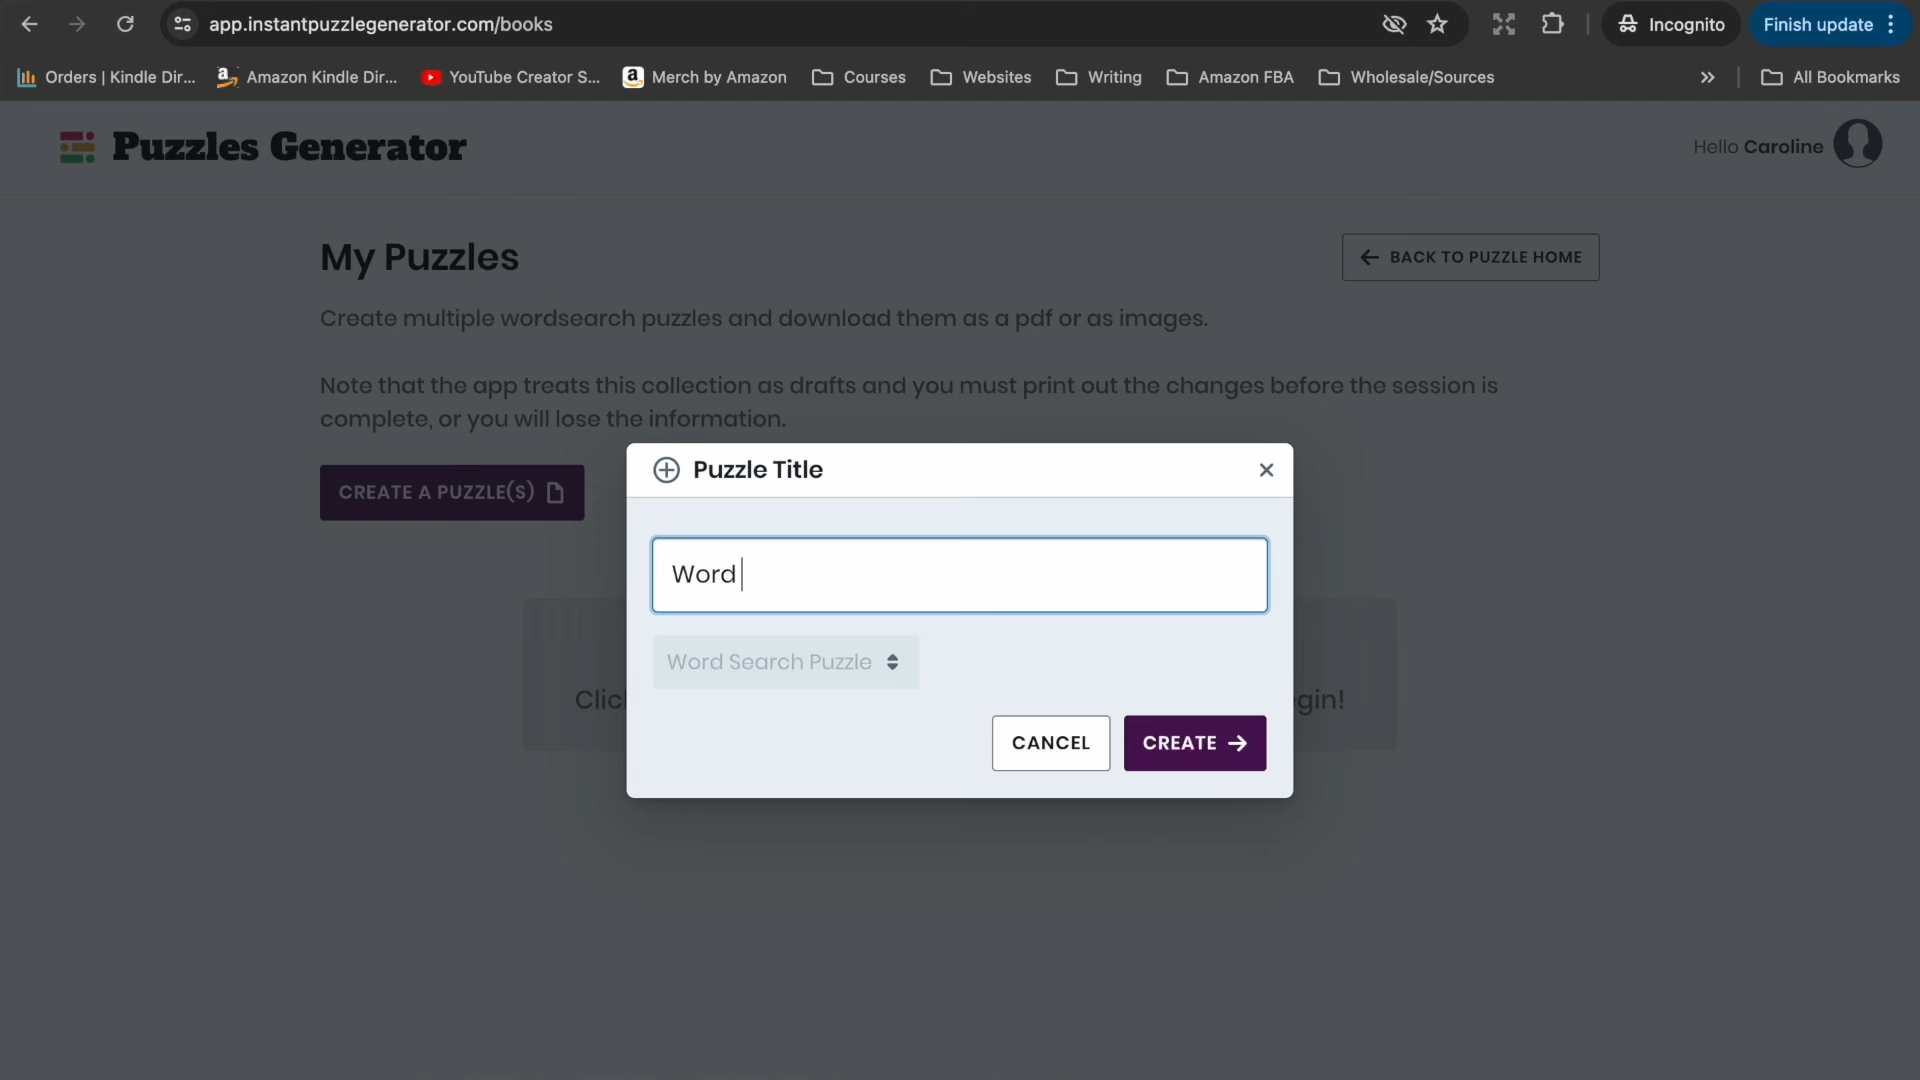 app.instantpuzzlegenerator.com/books
Incognito
Finish update
Orders | Kindle Dir...
Amazon Kindle Dir...
YouTube Creator S...
Merch by Amazon
Courses
Websites
Writing
Amazon FBA
Wholesale/Sources
All Bookmarks
Puzzles Generator
Hello Caroline
My Puzzles
BACK TO PUZZLE HOME
Create multiple wordsearch puzzles and download them as a pdf or as images.
Note that the app treats this collection as drafts and you must print out the changes before the session is
complete, or you will lose the information.
CREATE A PUZZLE(S)
Puzzle Title
Word
Word Search Puzzle
Clic
gin!
CANCEL
CREATE